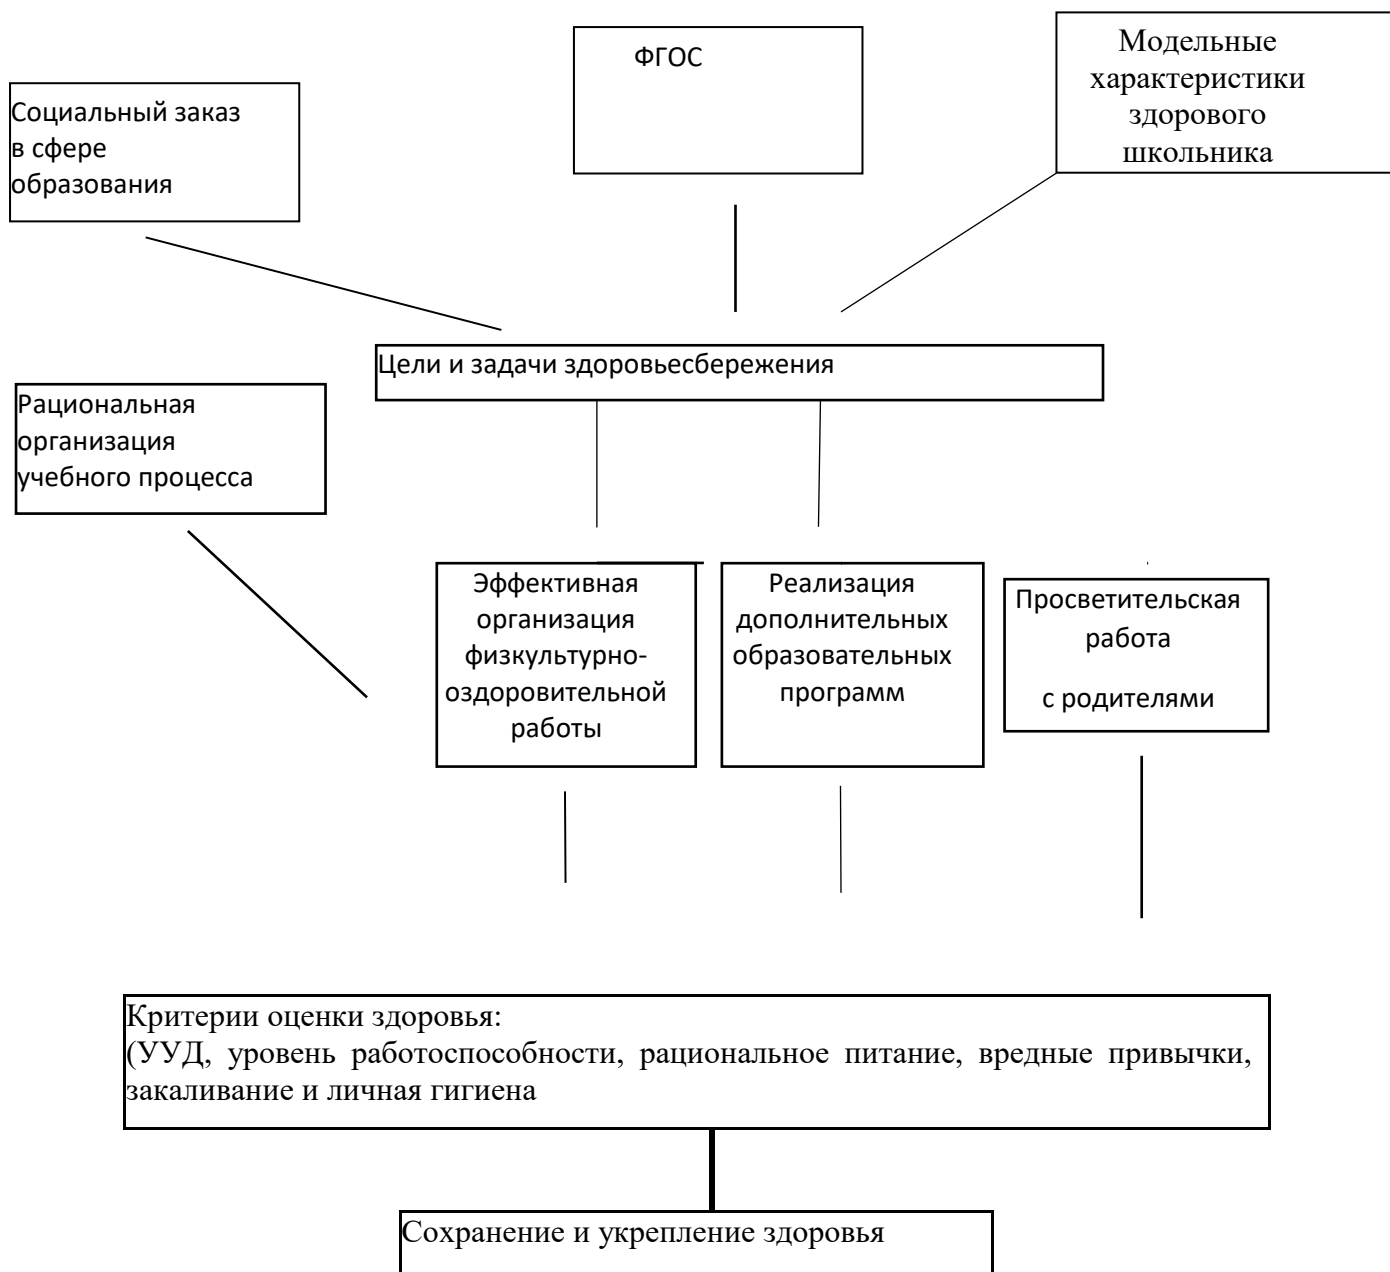 Социальный заказ
в сфере
образования
ФГОС
Модельные
характеристики
здорового
школьника
Цели и задачи здоровьесбережения
Рациональная
организация
учебного процесса
Эффективная
организация
физкультурно-
оздоровительной
работы
Реализация
дополнительных
образовательных
программ
Просветительская
работа
с родителями
Критерии оценки здоровья:
(УУД, уровень работоспособности, рациональное питание, вредные привычки,
закаливание и личная гигиена
Сохранение и укрепление здоровья